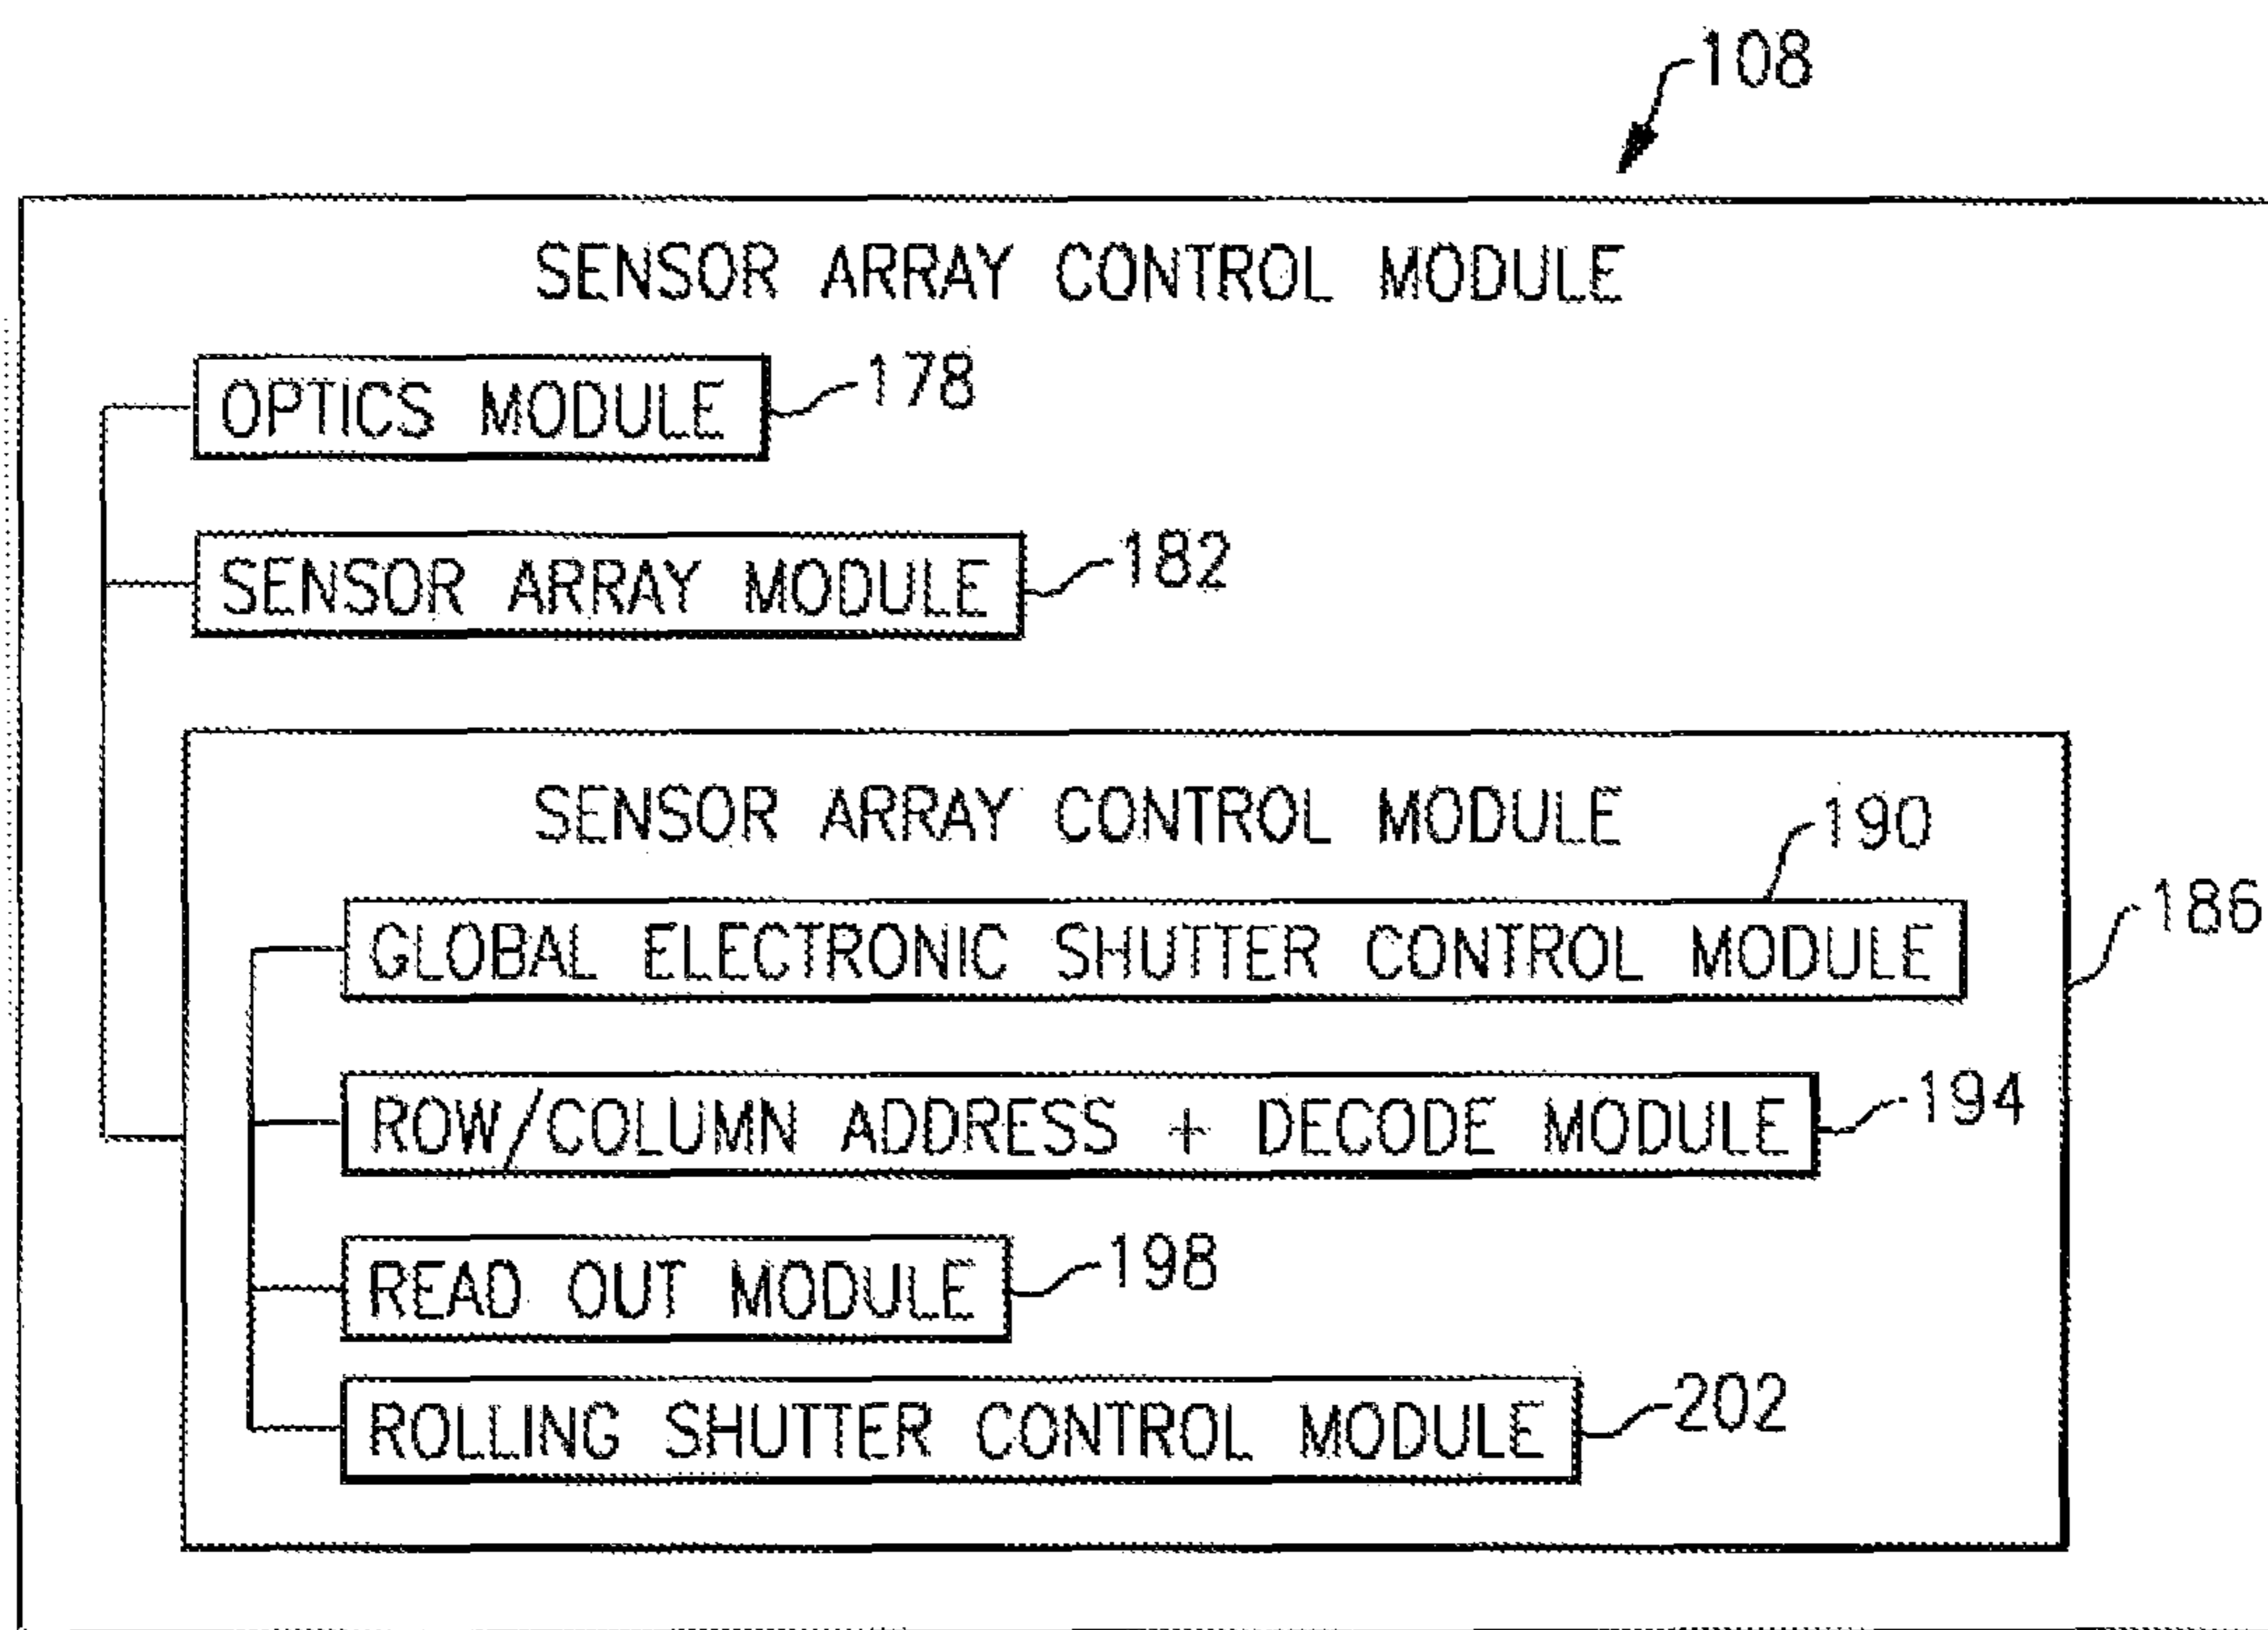 108
SENSOR ARRAY CONTROL MODULE
OPTICS MODULE 178
SENSOR ARRAY MODULE 182
SENSOR ARRAY CONTROL MODULE
190
186
GLOBAL ELECTRONIC SHUTTER CONTROL MODULE
ROW/COLUMN ADDRESS + DECODE MODULE 194
READ OUT MODULE 198
ROLLING SHUTTER CONTROL MODULE 202